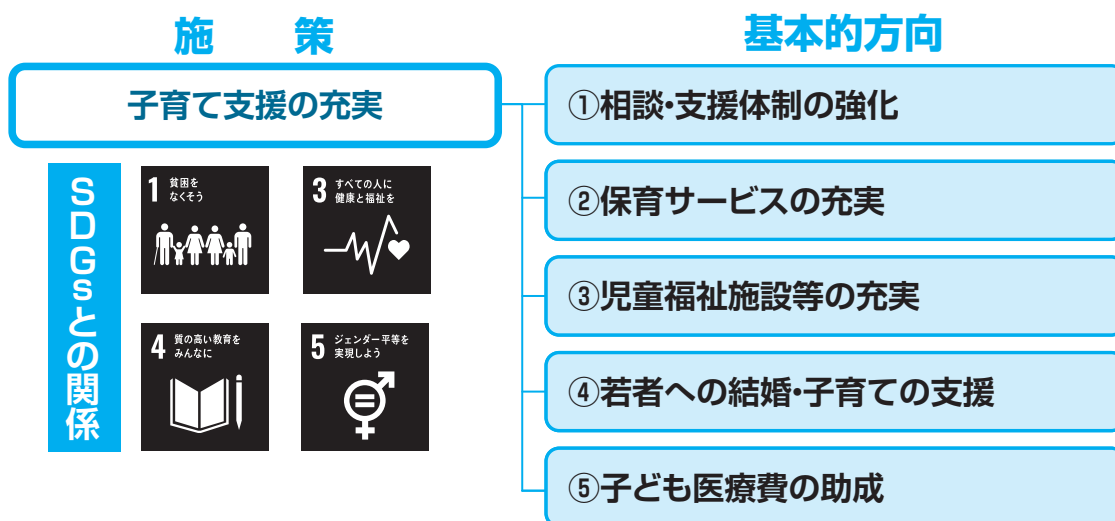 施　策
基本的方向
子育て支援の充実
①相談・支援体制の強化
②保育サービスの充実
③児童福祉施設等の充実
④若者への結婚・子育ての支援
⑤子ども医療費の助成
SDGsとの関係
1 貧困を
なくそう
3 すべての人に
健康と福祉を
4 質の高い教育を
みんなに
5 ジェンダー平等を
実現しよう